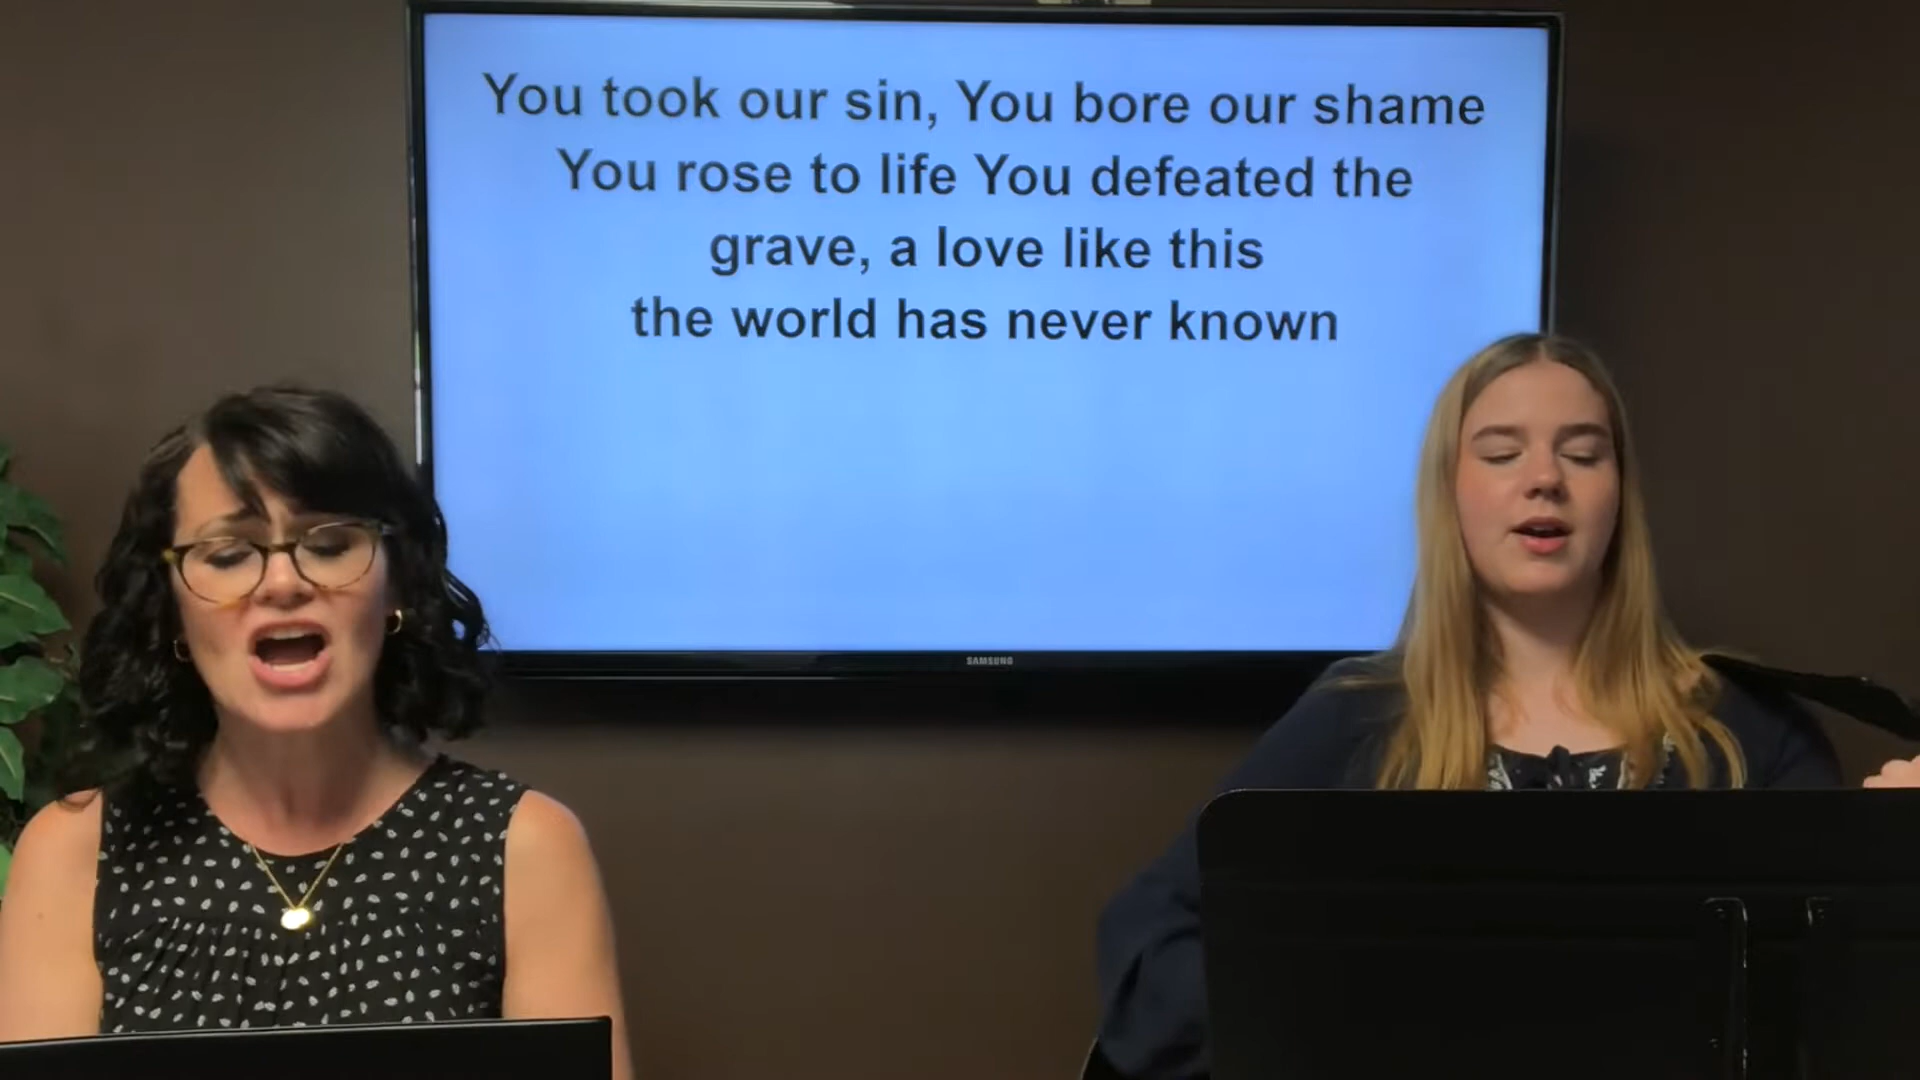 You took our sin, You bore our shame
You rose to life You defeated the
grave, a love like this
the world has never known
SAMSUNG